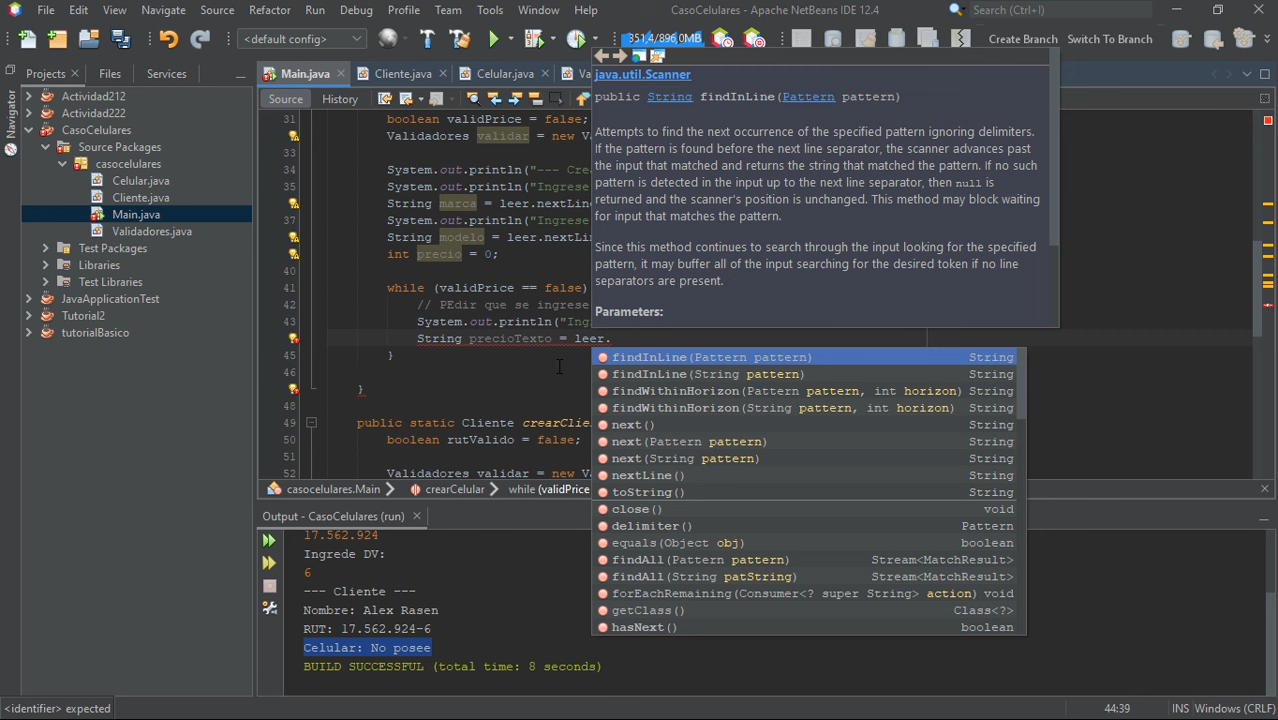 File Edit View Navigate Source Refactor Run Debug Profile Team Tools Window Help CasoCelulares - Apache NetBeans IDE 12.4 Search (Ctrl+I)
<default config> 351,4/896,0MB Create Branch Switch To Branch
Projects Files Services Main.java Cliente.java Celular.java
Navigator
Source History
Actividad212
Actividad222
CasoCelulares
Source Packages
casocelulares
Celular.java
Cliente.java
Main.java
Validadores.java
Test Packages
Libraries
Test Libraries
JavaApplicationTest
Tutorial2
tutorialBasico
31 boolean validPrice = false;
Validadores validar = new
33
34 System.out.println("---
35 System.out.println("Ingrese
String marca =
37 System.out.println("Ingrese
String modelo =
int precio = 0;
40
41 while (validPrice == false)
42 // PEdir que se ingrese
43 System.out.println(
String precioTexto = leer.
45 }
46
}
48
49 public static Cliente
50 boolean rutValido = false;
51
52 Validadores validar = new
java.util.Scanner
public String findInLine(Pattern pattern)
Attempts to find the next occurrence of the specified pattern ignoring delimiters.
If the pattern is found before the next line separator, the scanner advances past
the input that matched and returns the string that matched the pattern. If no such
pattern is detected in the input up to the next line separator, then null is
returned and the scanner's position is unchanged. This method may block waiting
for input that matches the pattern.
Since this method continues to search through the input looking for the specified
pattern, it may buffer all of the input searching for the desired token if no line
separators are present.
Parameters:
findInLine(Pattern pattern) String
findInLine(String pattern) String
findWithinHorizon(Pattern pattern, int horizon) String
findWithinHorizon(String pattern, int horizon) String
next() String
next(Pattern pattern) String
next(String pattern) String
nextLine() String
toString() String
close() void
delimiter() Pattern
equals(Object obj) boolean
findAll(Pattern pattern) Stream<MatchResult>
findAll(String patString) Stream<MatchResult>
forEachRemaining(Consumer<? super String> action) void
getClass() Class<?>
hasNext() boolean
casocelulares.Main crearCelular while (validPrice
Output - CasoCelulares (run)
17.562.924
Ingrede DV:
6
--- Cliente ---
Nombre: Alex Rasen
RUT: 17.562.924-6
Celular: No posee
BUILD SUCCESSFUL (total time: 8 seconds)
<identifier> expected 44:39 INS Windows (CRLF)